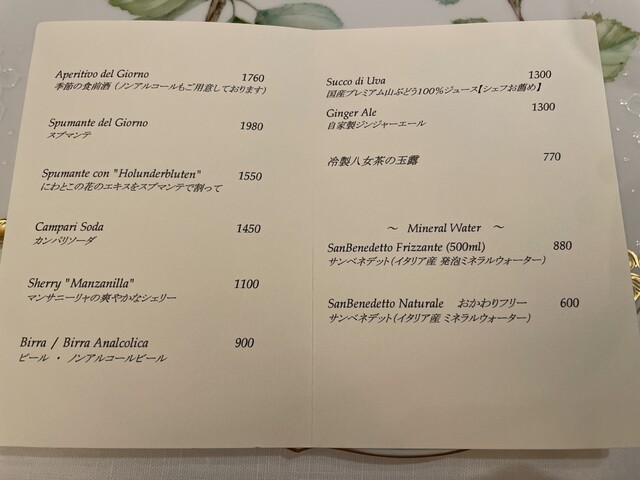 Aperitivo del Giorno 1760
季節の食前酒（ノンアルコールもご用意しております）
Spumante del Giorno 1980
スプマンテ
Spumante con "Holunderbluten" 1550
にわとこの花のエキスをスプマンテで割って
Campari Soda 1450
カンパリソーダ
Sherry "Manzanilla" 1100
マンサニーリャの爽やかなシェリー
Birra / Birra Analcolica 900
ビール ・ ノンアルコールビール
Succo di Uva 1300
国産プレミアム山ぶどう100%ジュース【シェフお薦め】
Ginger Ale 1300
自家製ジンジャーエール
冷製八女茶の玉露 770
～ Mineral Water ～
SanBenedetto Frizzante (500ml) 880
サンベネデット（イタリア産 発泡ミネラルウォーター）
SanBenedetto Naturale おかわりフリー 600
サンベネデット（イタリア産 ミネラルウォーター）